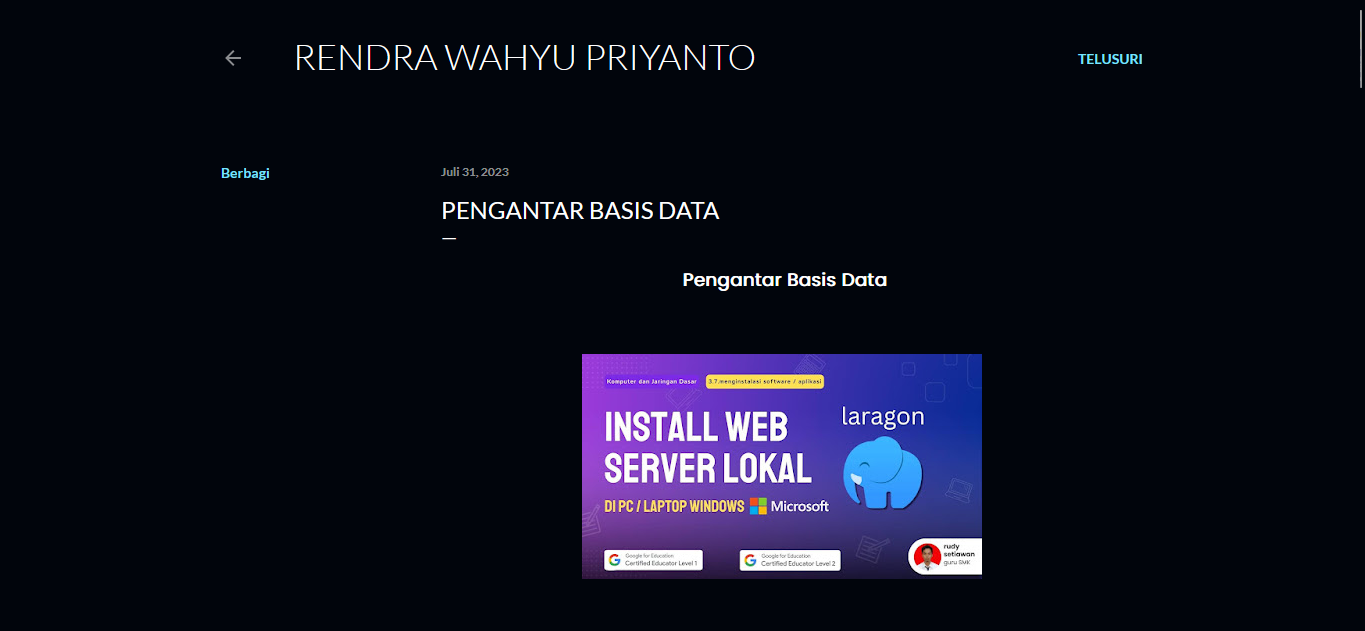 RENDRA WAHYU PRIYANTO
TELUSURI
Berbagi
Juli 31, 2023
PENGANTAR BASIS DATA
Pengantar Basis Data
Komputer dan Jaringan Dasar
3.7.menginstalasi software / aplikasi
INSTALL WEB
SERVER LOKAL
laragon
DI PC / LAPTOP WINDOWS
Microsoft
Google for Education
Certified Educator Level 1
Google for Education
Certified Educator Level 2
rudy
setiawan
guru SMK